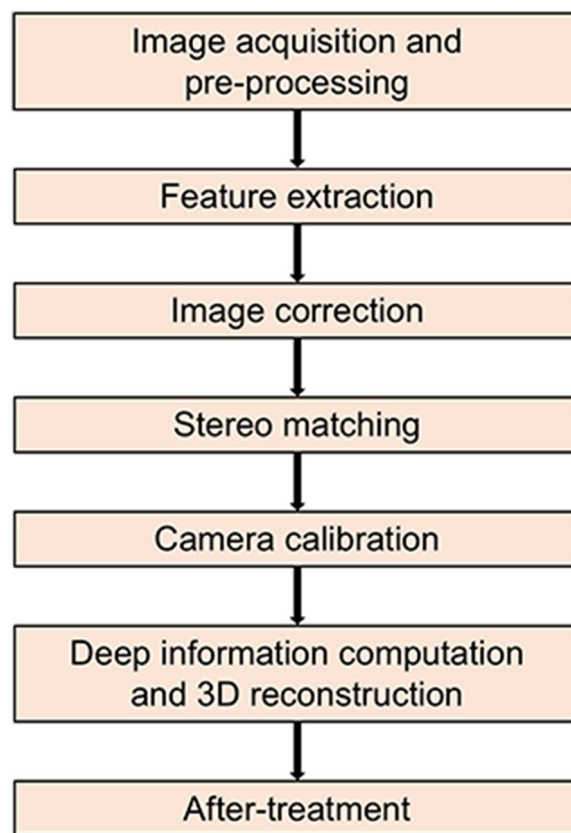 Image acquisition and
pre-processing
Feature extraction
Image correction
Stereo matching
Camera calibration
Deep information computation
and 3D reconstruction
After-treatment